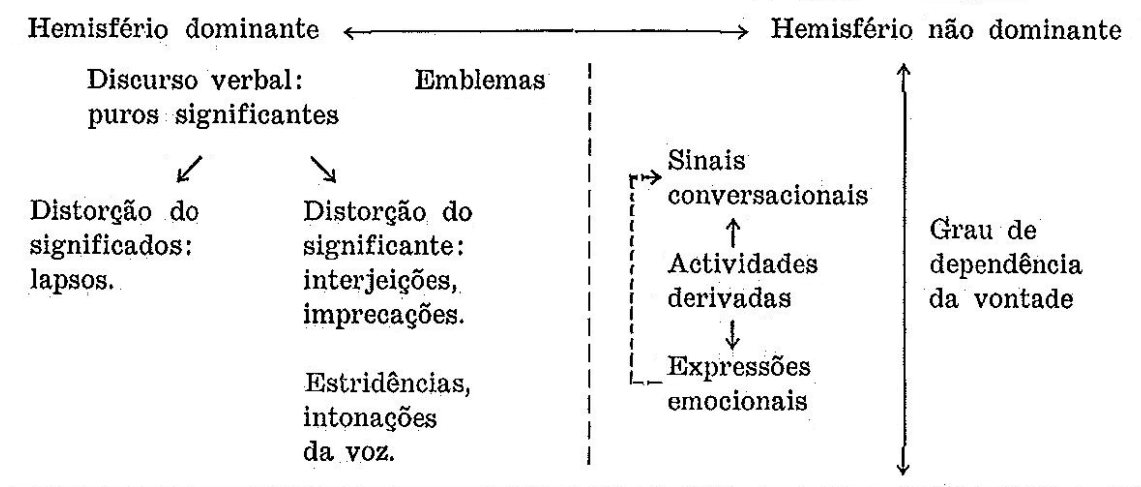 Hemisfério dominante ←→ Hemisfério não dominante
Discurso verbal:
puros significantes
Emblemas
Distorção do
significados:
lapsos.
Distorção do
significante:
interjeições,
imprecações.
Estridências,
intonações
da voz.
Sinais
conversacionais
Actividades
derivadas
Expressões
emocionais
Grau de
dependência
da vontade